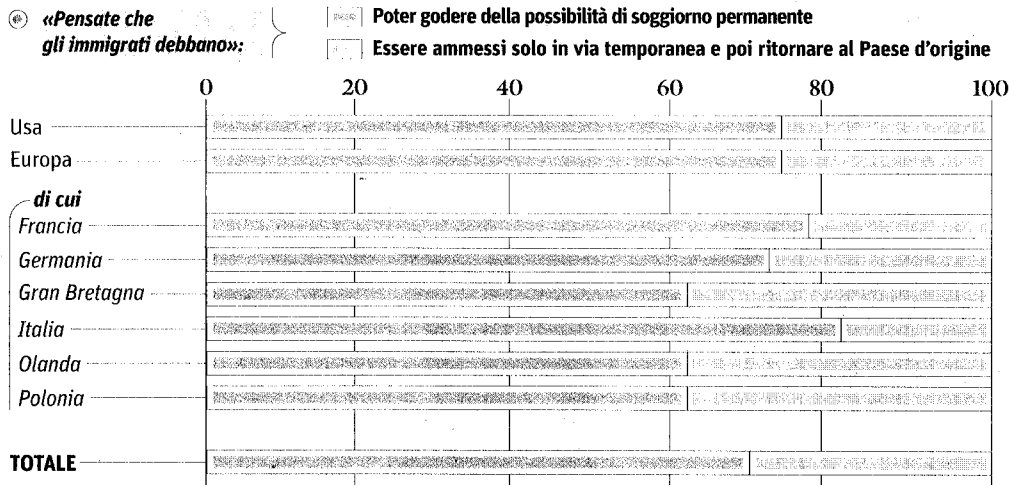 «Pensate che
gli immigrati debbano»:
Poter godere della possibilità di soggiorno permanente
Essere ammessi solo in via temporanea e poi ritornare al Paese d'origine
0 20 40 60 80 100
Usa
Europa
di cui
Francia
Germania
Gran Bretagna
Italia
Olanda
Polonia
TOTALE